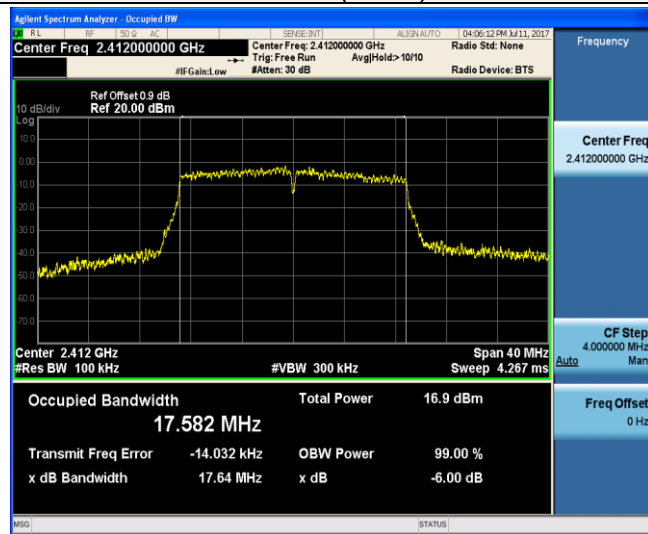 Agilent Spectrum Analyzer - Occupied BW
RL RF 50 Ω AC SENSE:INT ALIGN AUTO 04:06:12 PM Jul 11, 2017
Center Freq 2.412000000 GHz
Center Freq: 2.412000000 GHz Radio Std: None
Trig: Free Run Avg|Hold:> 10/10
#IFGain:Low #Atten: 30 dB Radio Device: BTS
Frequency
Ref Offset 0.9 dB
10 dB/div Ref 20.00 dBm
Log
10.0
0.00
-10.0
-20.0
-30.0
-40.0
-50.0
-60.0
-70.0
Center Freq
2.412000000 GHz
CF Step
4.000000 MHz
Auto Man
Center 2.412 GHz Span 40 MHz
#Res BW 100 kHz #VBW 300 kHz Sweep 4.267 ms
Freq Offset
0 Hz
Occupied Bandwidth Total Power 16.9 dBm
17.582 MHz
Transmit Freq Error -14.032 kHz OBW Power 99.00 %
x dB Bandwidth 17.64 MHz x dB -6.00 dB
MSG STATUS